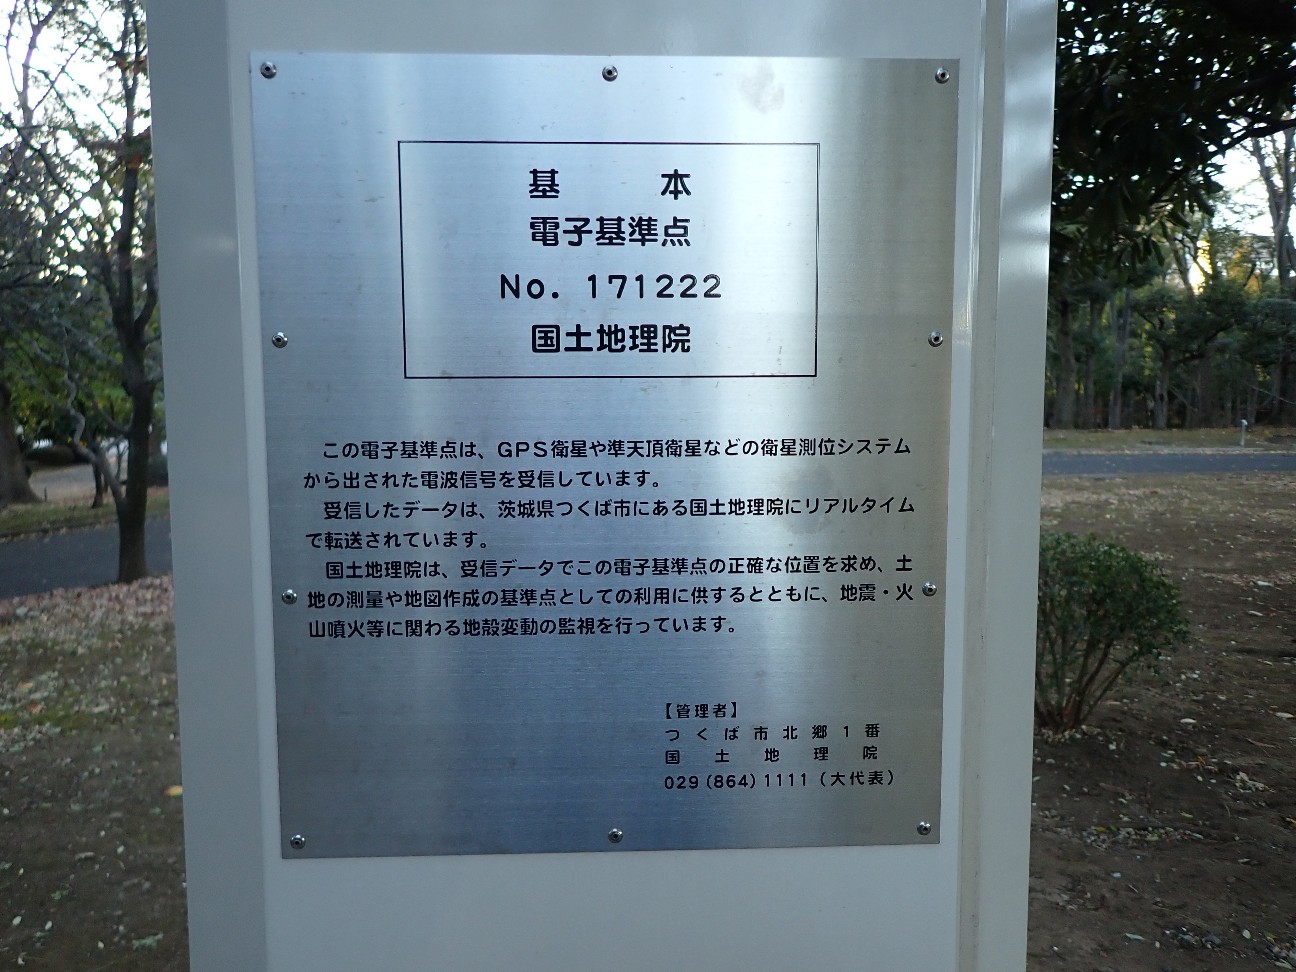 基　本
電子基準点
No. 171222
国土地理院
この電子基準点は、GPS衛星や準天頂衛星などの衛星測位システム
から出された電波信号を受信しています。
受信したデータは、茨城県つくば市にある国土地理院にリアルタイム
で転送されています。
国土地理院は、受信データでこの電子基準点の正確な位置を求め、土
地の測量や地図作成の基準点としての利用に供するとともに、地震・火
山噴火等に関わる地殻変動の監視を行っています。
【管理者】
つくば市北郷1番
国土地理院
029(864)1111(大代表)